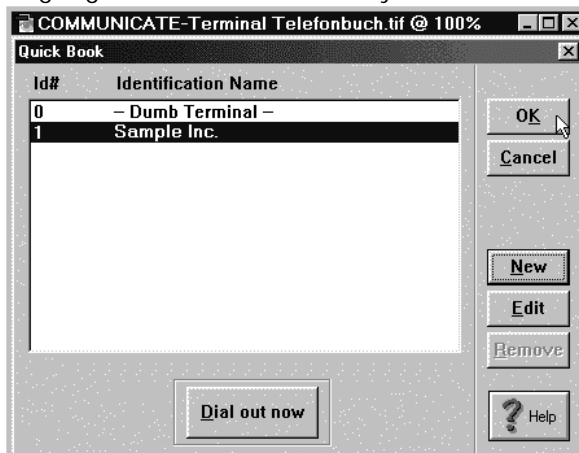 COMMUNICATE-Terminal Telefonbuch.tif @ 100%
Quick Book
Id# Identification Name
0 – Dumb Terminal –
1 Sample Inc.
OK
Cancel
New
Edit
Remove
Dial out now
? Help